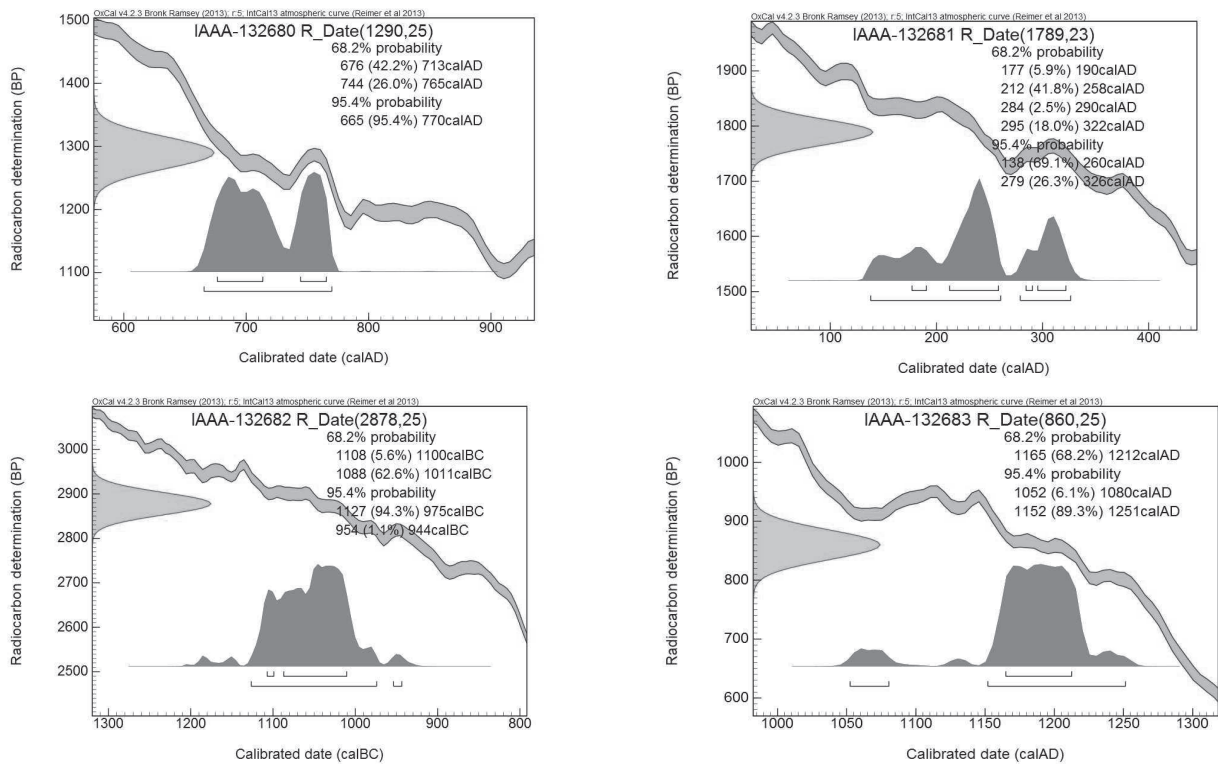 OxCal v4.2.3 Bronk Ramsey (2013); r:5; IntCal13 atmospheric curve (Reimer et al 2013)
IAAA-132680 R_Date(1290,25)
68.2% probability
676 (42.2%) 713calAD
744 (26.0%) 765calAD
95.4% probability
665 (95.4%) 770calAD
Radiocarbon determination (BP)
1500
1400
1300
1200
1100
600 700 800 900
Calibrated date (calAD)
OxCal v4.2.3 Bronk Ramsey (2013); r:5; IntCal13 atmospheric curve (Reimer et al 2013)
IAAA-132681 R_Date(1789,23)
68.2% probability
177 (5.9%) 190calAD
212 (41.8%) 258calAD
284 (2.5%) 290calAD
295 (18.0%) 322calAD
95.4% probability
138 (69.1%) 260calAD
279 (26.3%) 326calAD
Radiocarbon determination (BP)
1900
1800
1700
1600
1500
100 200 300 400
Calibrated date (calAD)
OxCal v4.2.3 Bronk Ramsey (2013); r:5; IntCal13 atmospheric curve (Reimer et al 2013)
IAAA-132682 R_Date(2878,25)
68.2% probability
1108 (5.6%) 1100calBC
1088 (62.6%) 1011calBC
95.4% probability
1127 (94.3%) 975calBC
954 (1.1%) 944calBC
Radiocarbon determination (BP)
3000
2900
2800
2700
2600
2500
1300 1200 1100 1000 900 800
Calibrated date (calBC)
OxCal v4.2.3 Bronk Ramsey (2013); r:5; IntCal13 atmospheric curve (Reimer et al 2013)
IAAA-132683 R_Date(860,25)
68.2% probability
1165 (68.2%) 1212calAD
95.4% probability
1052 (6.1%) 1080calAD
1152 (89.3%) 1251calAD
Radiocarbon determination (BP)
1000
900
800
700
600
1000 1050 1100 1150 1200 1250 1300
Calibrated date (calAD)